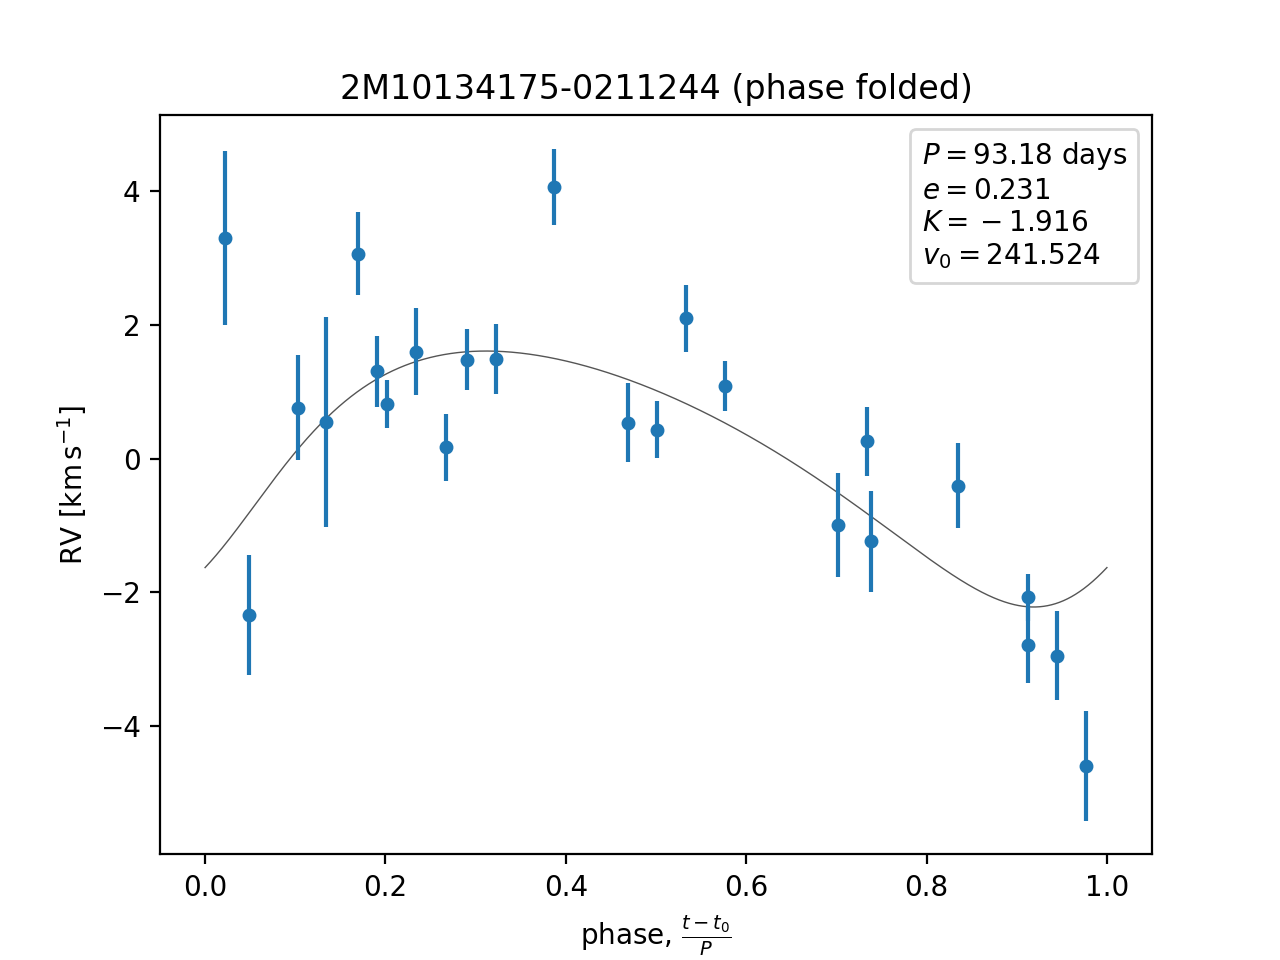 2M10134175-0211244 (phase folded)
P = 93.18 days
e = 0.231
K = −1.916
v₀ = 241.524
4
2
0
−2
−4
RV [km s⁻¹]
0.0 0.2 0.4 0.6 0.8 1.0
phase, (t − t₀)/P